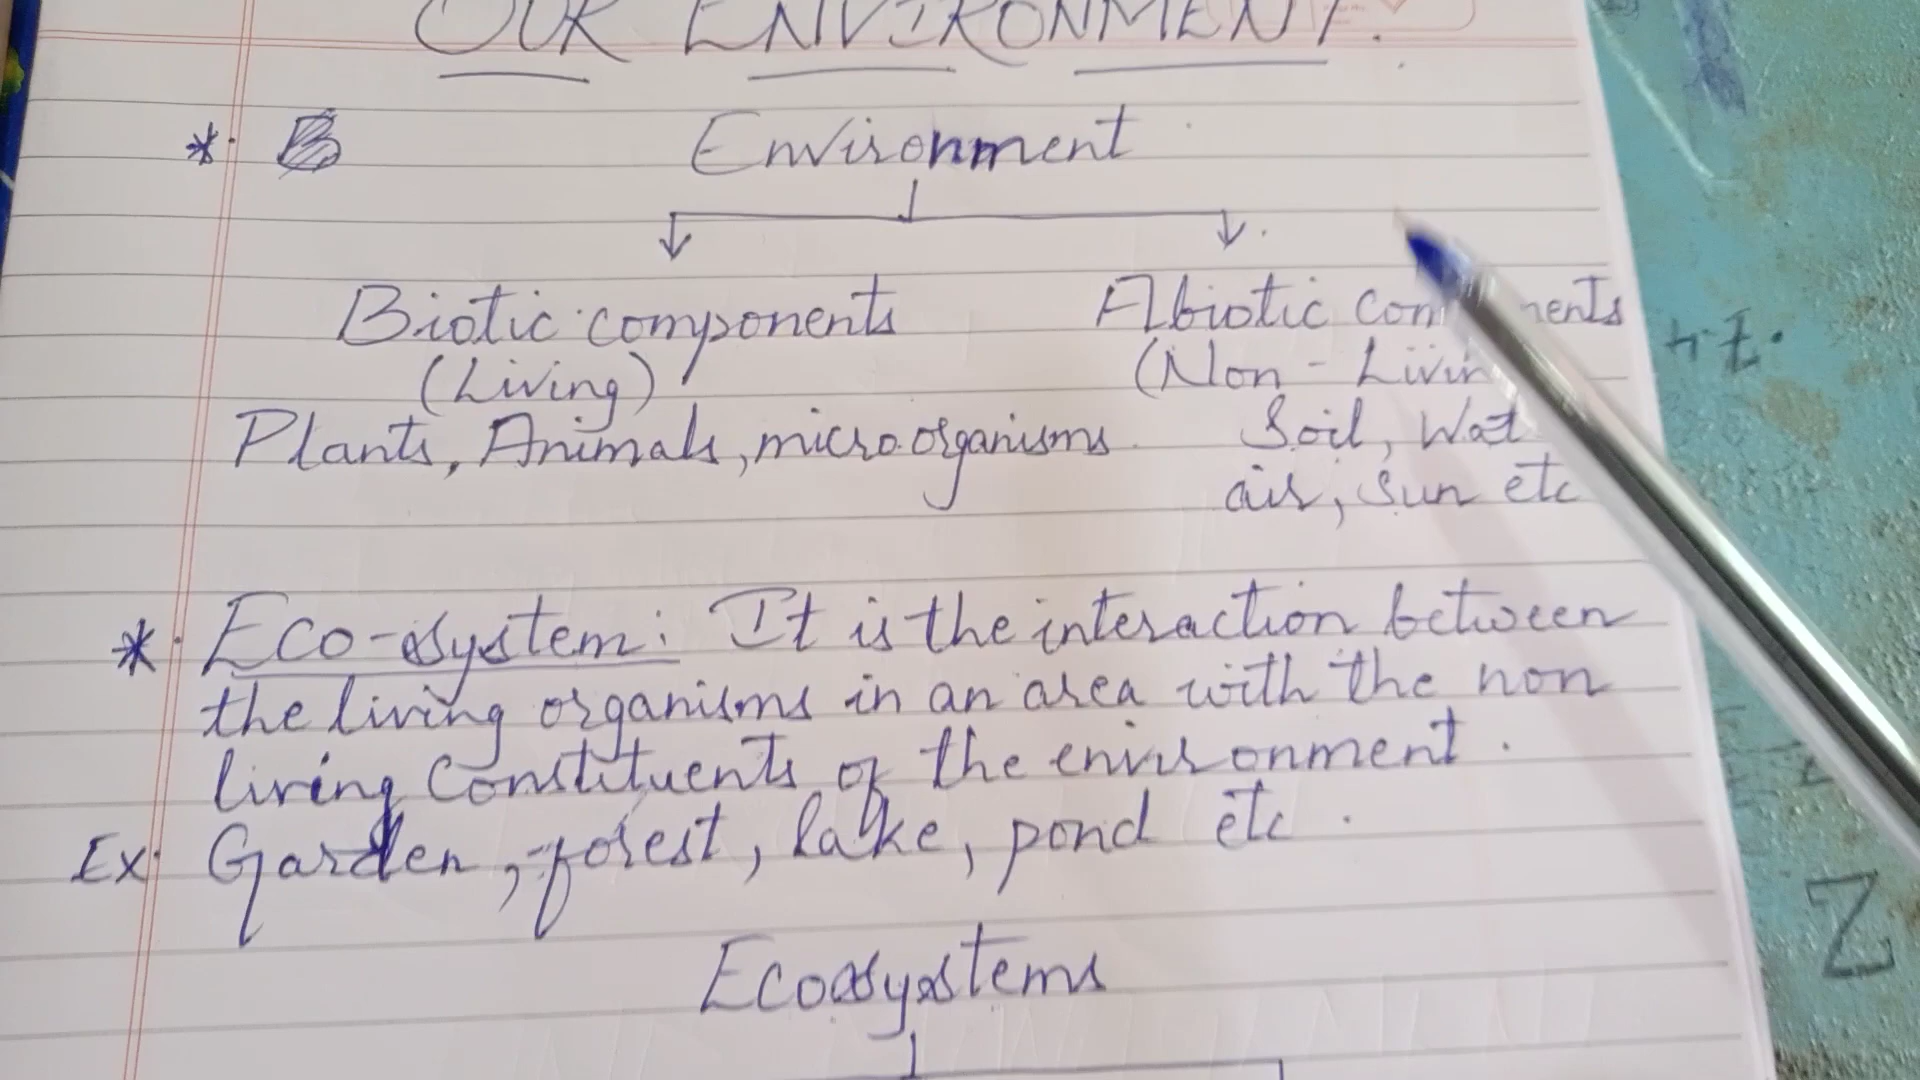 OUR ENVIRONMENT.
*. Environment
Biotic components Abiotic
(Living) (Non-
Plants, Animals, microorganisms Soil,
air, Sun etc
*. Eco-system: It is the interaction between
the living organisms in an area with the non
living constituents of the environment.
Ex: Garden, forest, lake, pond etc.
Ecosystems
Z